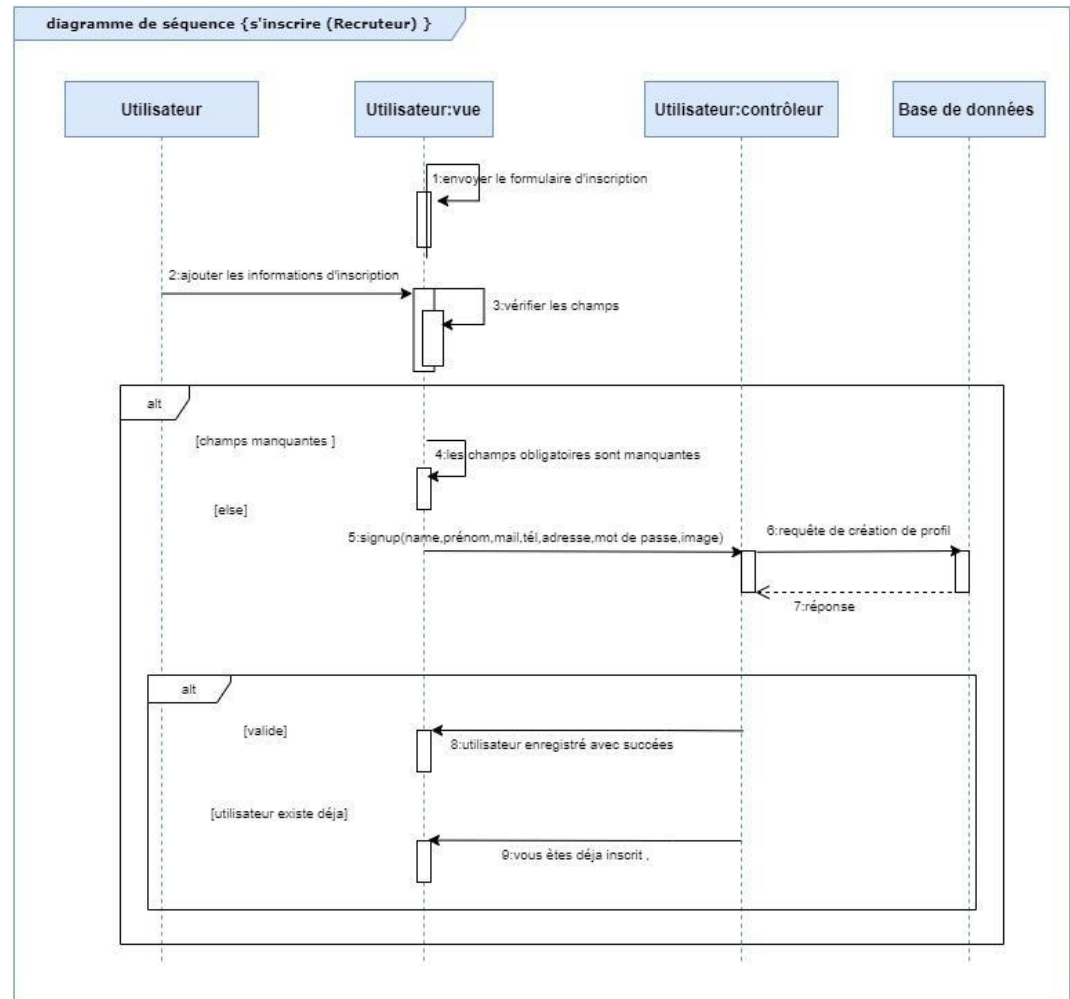 diagramme de séquence {s'inscrire (Recruteur) }
Utilisateur
Utilisateur:vue
Utilisateur:contrôleur
Base de données
1:envoyer le formulaire d'inscription
2:ajouter les informations d'inscription
3:vérifier les champs
alt
[champs manquantes ]
4:les champs obligatoires sont manquantes
[else]
5:signup(name,prénom,mail,tél,adresse,mot de passe,image)
6:requête de création de profil
7:réponse
alt
[valide]
8:utilisateur enregistré avec succées
[utilisateur existe déja]
9:vous ètes déja inscrit .